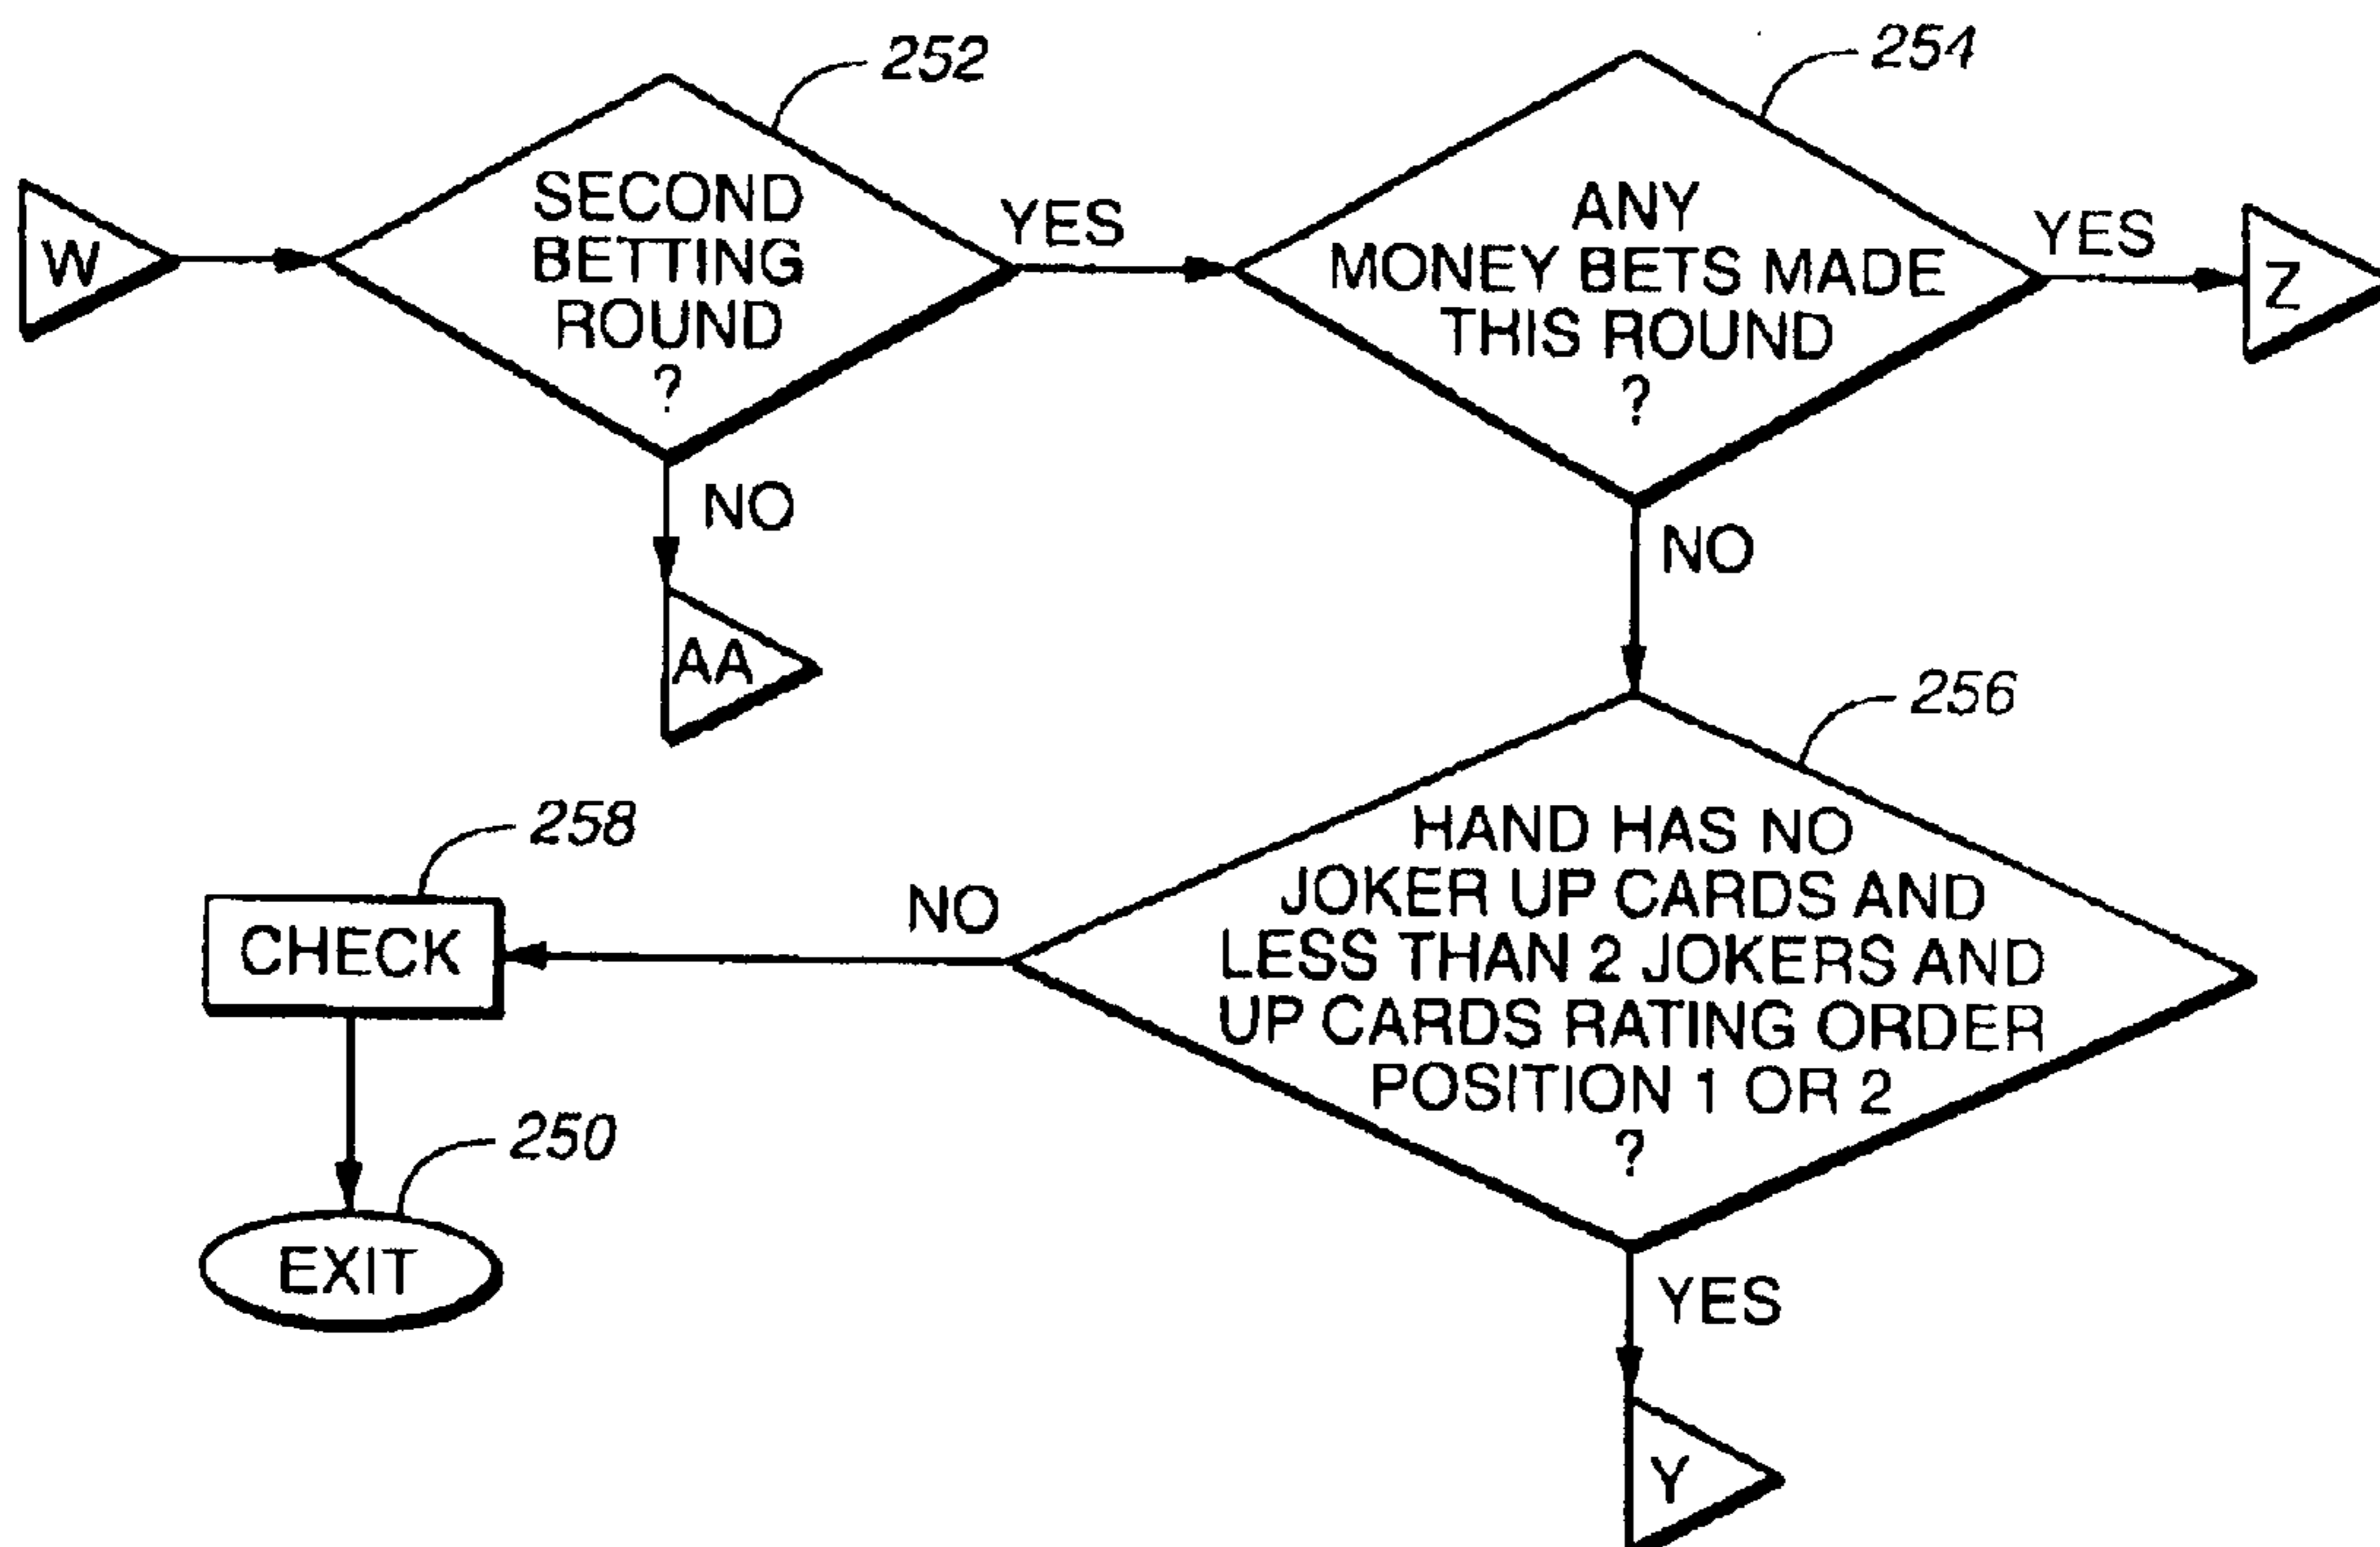 252
254
W
SECOND
BETTING
ROUND
?
YES
ANY
MONEY BETS MADE
THIS ROUND
?
YES
Z
NO
AA
NO
256
HAND HAS NO
JOKER UP CARDS AND
LESS THAN 2 JOKERS AND
UP CARDS RATING ORDER
POSITION 1 OR 2
?
NO
258
CHECK
250
EXIT
YES
Y